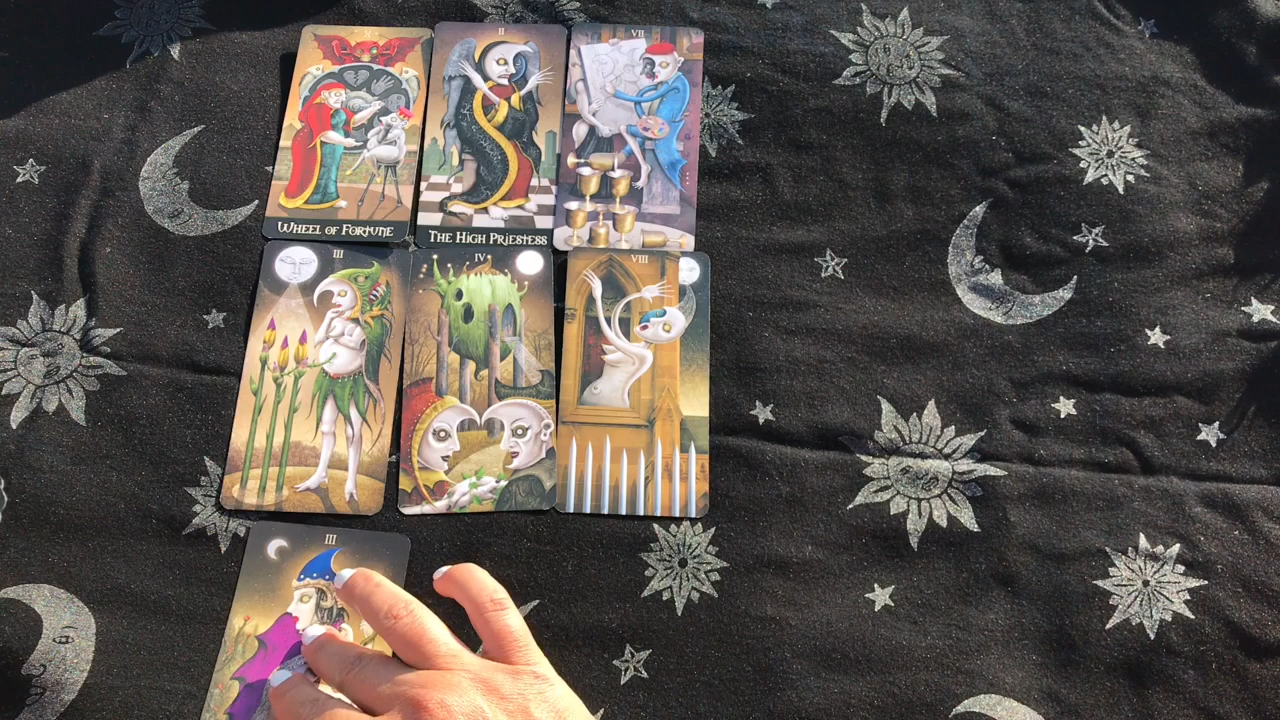 X
II
VII
WHEEL OF FORTUNE
THE HIGH PRIESTESS
III
IV
VIII
III